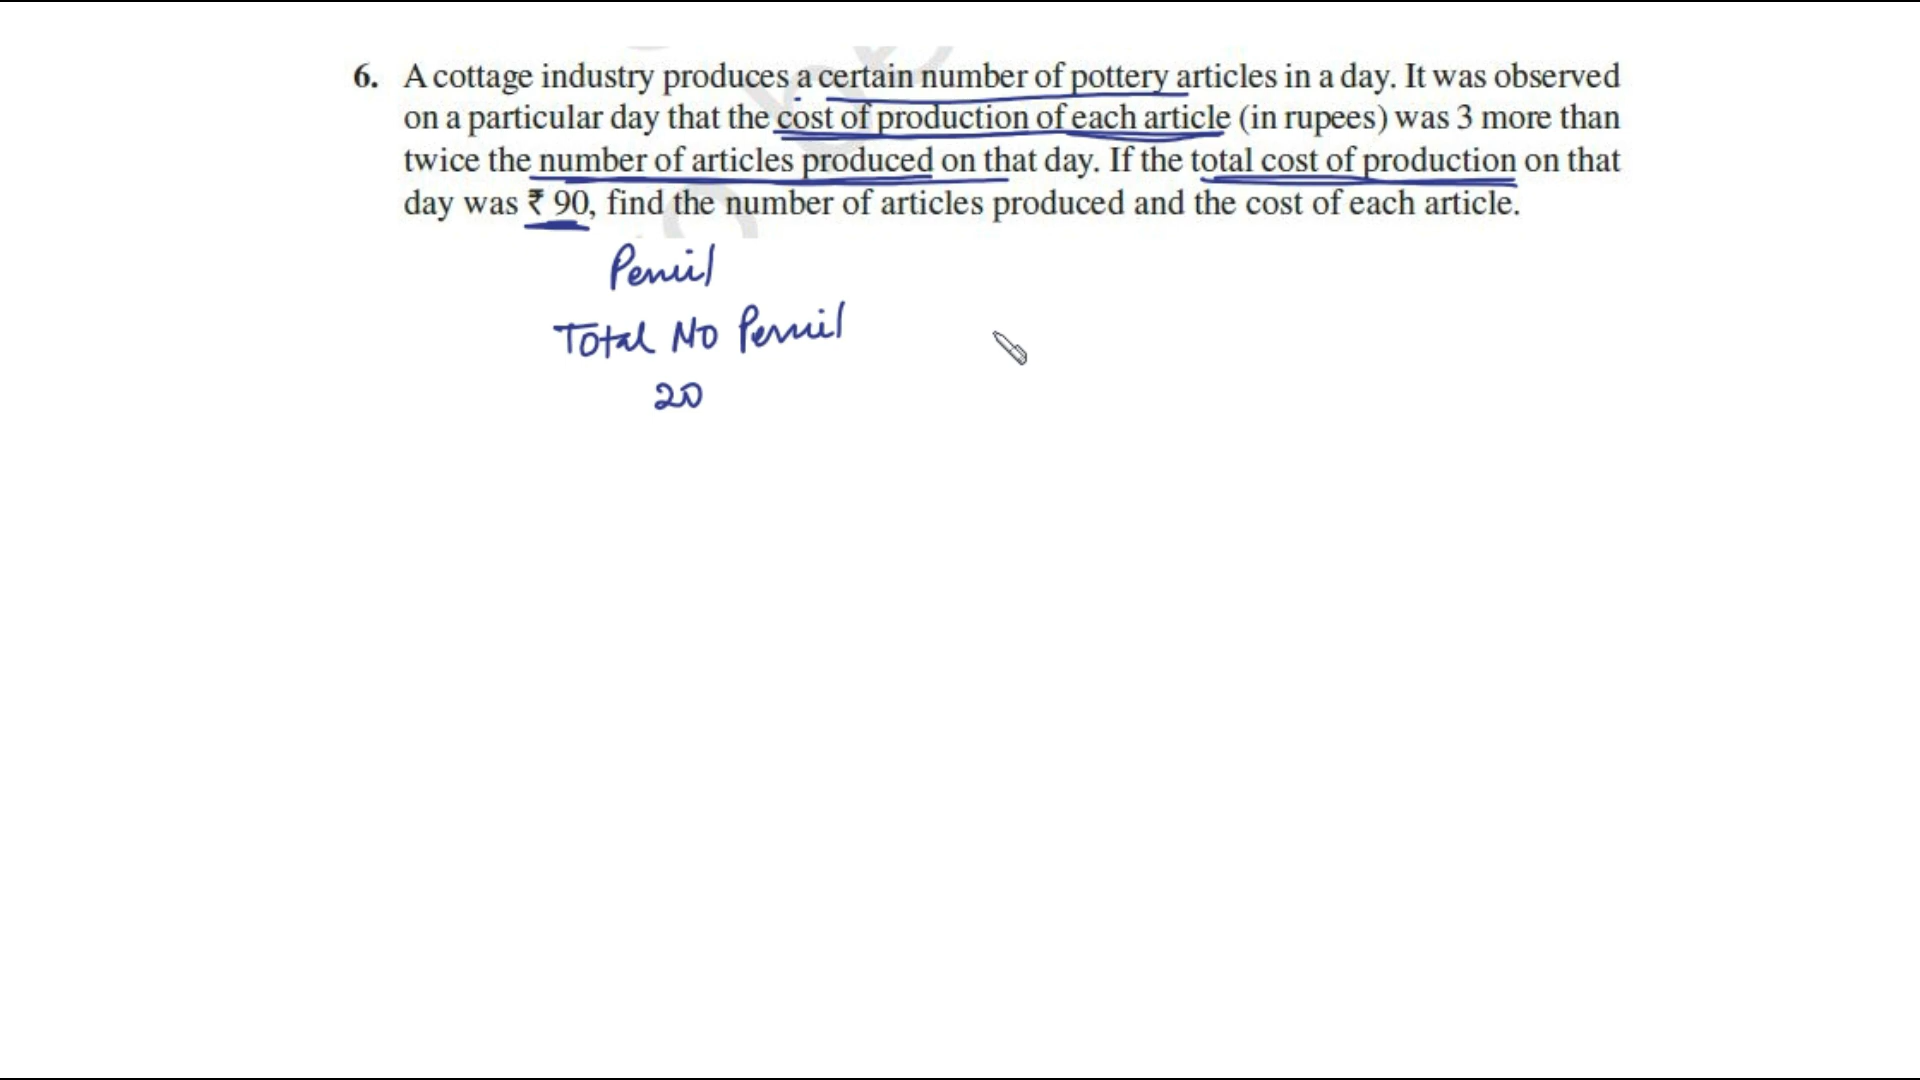 6. A cottage industry produces a certain number of pottery articles in a day. It was observed
on a particular day that the cost of production of each article (in rupees) was 3 more than
twice the number of articles produced on that day. If the total cost of production on that
day was ₹ 90, find the number of articles produced and the cost of each article.
Pencil
Total No Pencil
20